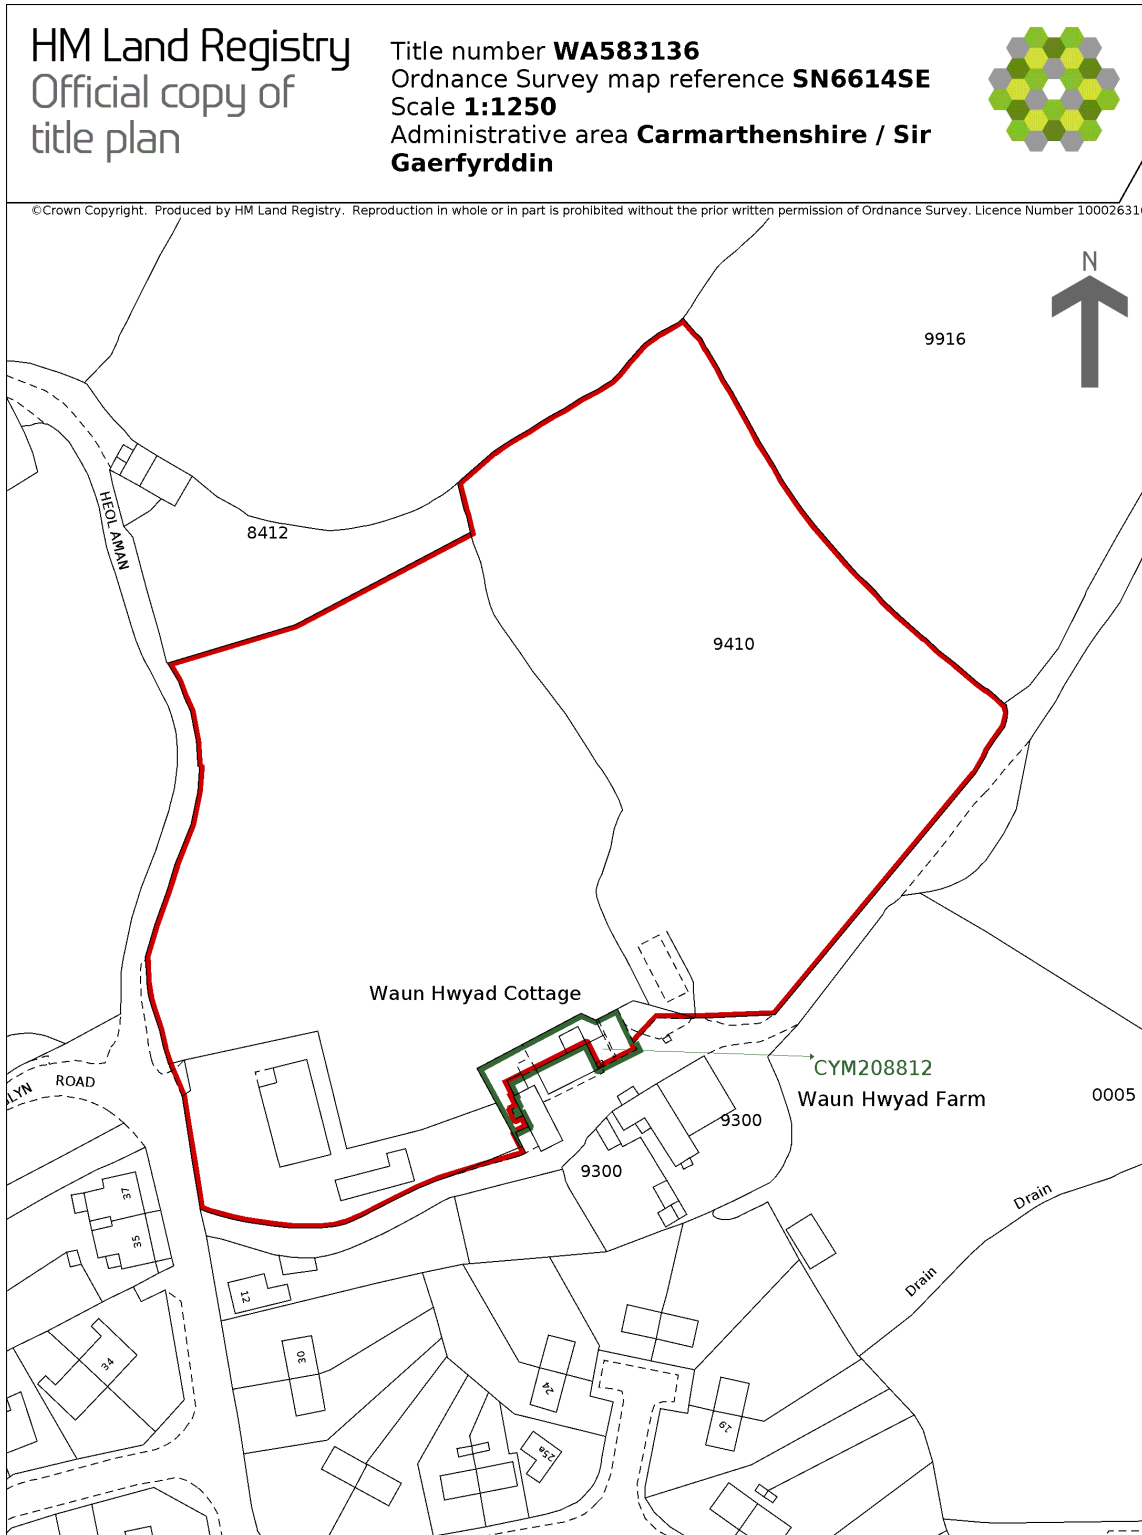 HM Land Registry
Official copy of
title plan
Title number WA583136
Ordnance Survey map reference SN6614SE
Scale 1:1250
Administrative area Carmarthenshire / Sir
Gaerfyrddin
©Crown Copyright. Produced by HM Land Registry. Reproduction in whole or in part is prohibited without the prior written permission of Ordnance Survey. Licence Number 10002631
N
9916
HEOL AMAN
8412
9410
Waun Hwyad Cottage
CYM208812
ROAD
Waun Hwyad Farm
0005
9300
9300
37
35
Drain
Drain
12
30
34
24
29
25a